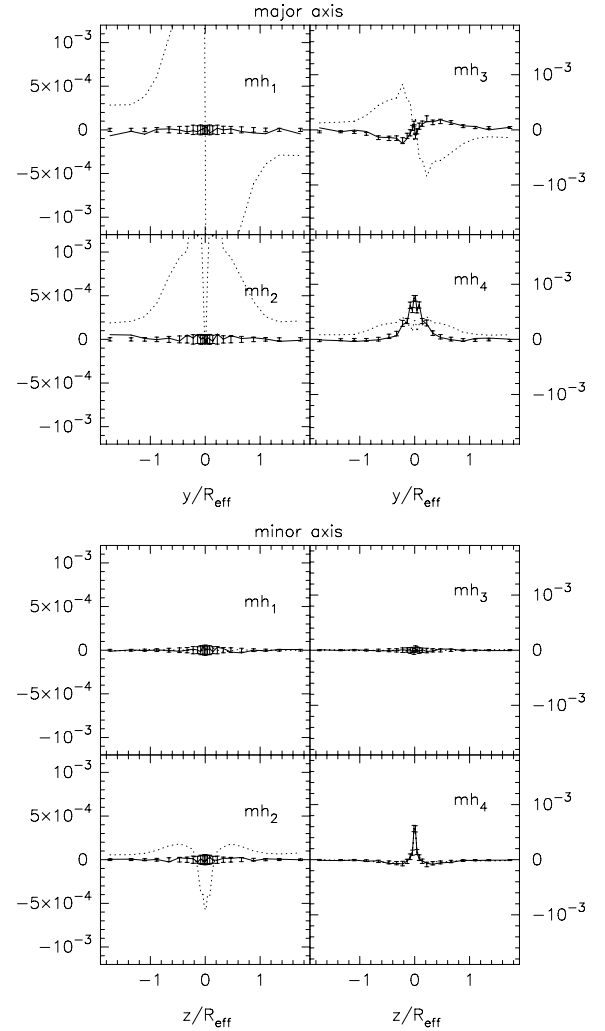 major axis
10⁻³ mh₁ mh₃ 10⁻³
5×10⁻⁴
0 0
−5×10⁻⁴
−10⁻³ −10⁻³
10⁻³ mh₂ mh₄ 10⁻³
5×10⁻⁴
0 0
−5×10⁻⁴
−10⁻³ −10⁻³
−1 0 1 −1 0 1
y/R_eff y/R_eff
minor axis
10⁻³ mh₁ mh₃ 10⁻³
5×10⁻⁴
0 0
−5×10⁻⁴
−10⁻³ −10⁻³
10⁻³ mh₂ mh₄ 10⁻³
5×10⁻⁴
0 0
−5×10⁻⁴
−10⁻³ −10⁻³
−1 0 1 −1 0 1
z/R_eff z/R_eff